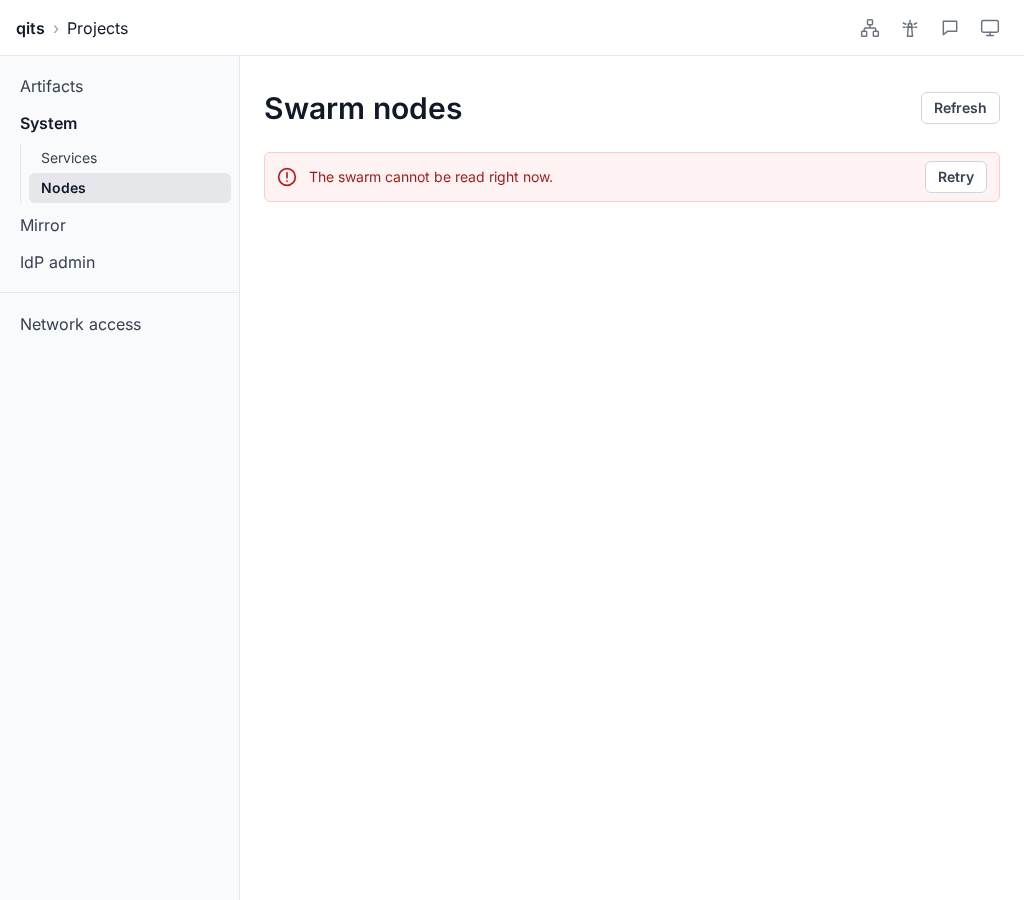 qits › Projects
Artifacts
System
Services
Nodes
Mirror
IdP admin
Network access
Swarm nodes
Refresh
The swarm cannot be read right now.
Retry